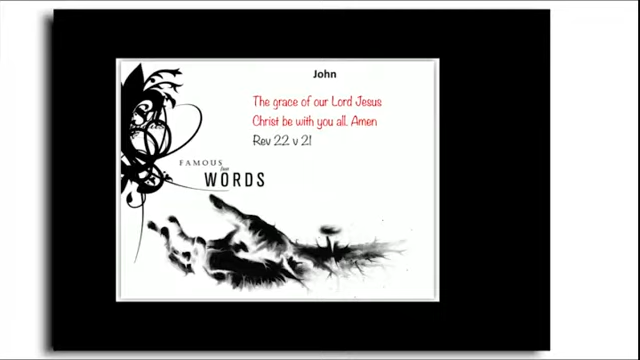 John
The grace of our Lord Jesus
Christ be with you all. Amen
Rev 22 v 21
FAMOUS
WORDS